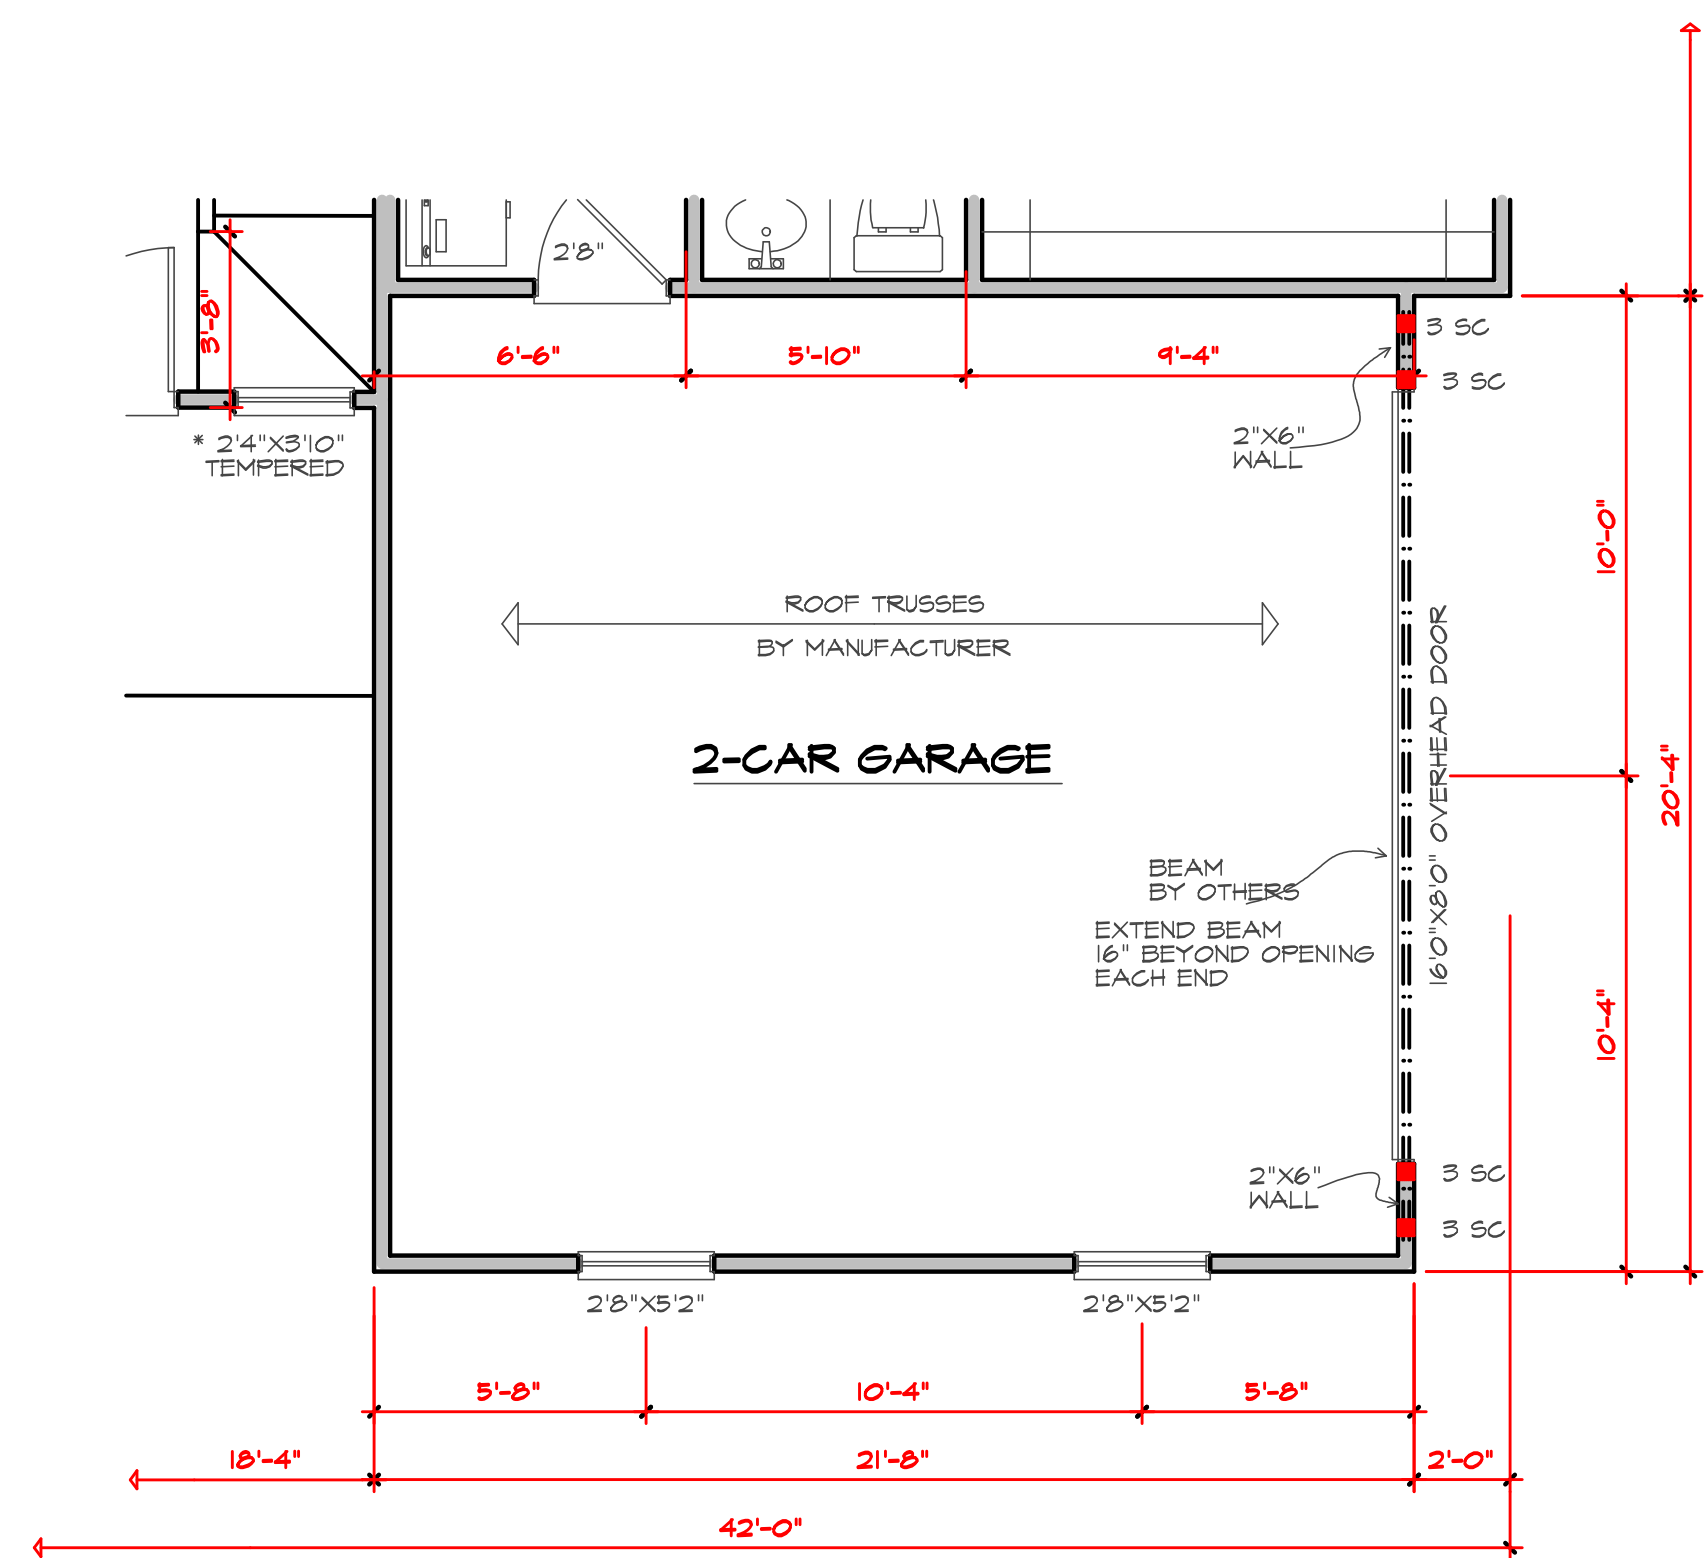 2'8"
3'-8"
3 SC
6'-6"
5'-10"
9'-4"
3 SC
* 2'4"X3'10"
TEMPERED
2"X6"
WALL
10'-0"
ROOF TRUSSES
BY MANUFACTURER
16'0"X8'0" OVERHEAD DOOR
2-CAR GARAGE
20'-4"
BEAM
BY OTHERS
EXTEND BEAM
16" BEYOND OPENING
EACH END
10'-4"
2"X6"
WALL
3 SC
3 SC
2'8"X5'2"
2'8"X5'2"
5'-8"
10'-4"
5'-8"
18'-4"
21'-8"
2'-0"
42'-0"